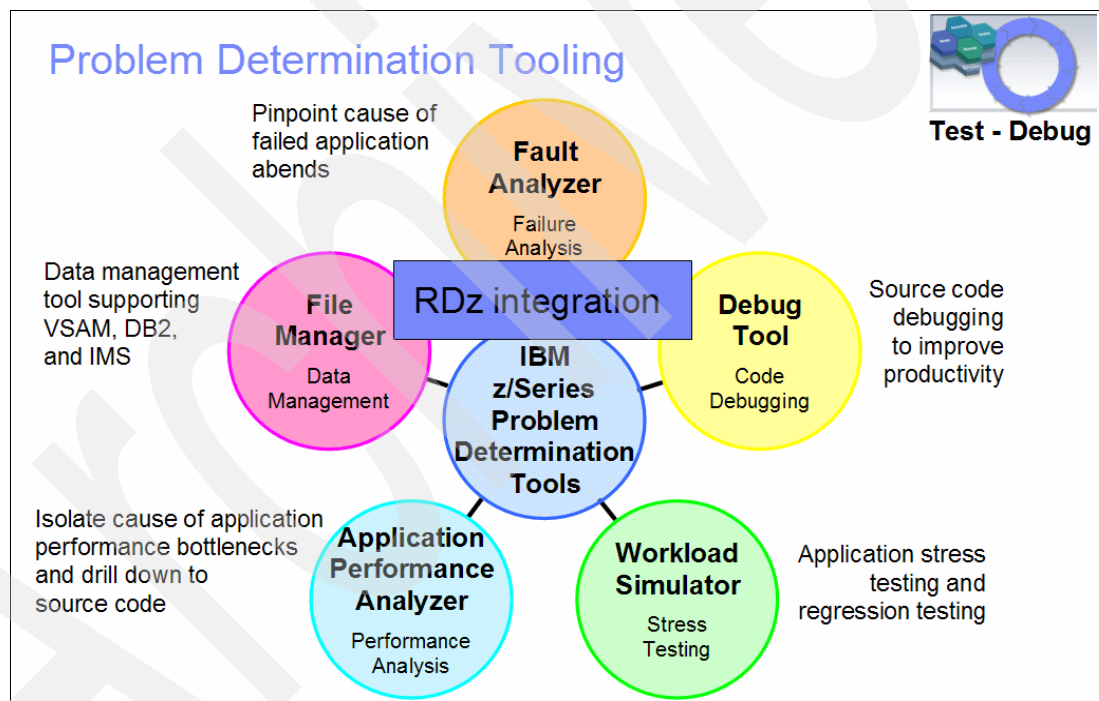 Problem Determination Tooling
Test - Debug
Pinpoint cause of
failed application
abends
Fault
Analyzer
Failure
Analysis
Data management
tool supporting
VSAM, DB2,
and IMS
File
Manager
Data
Management
RDz integration
Debug
Tool
Code
Debugging
Source code
debugging
to improve
productivity
IBM
z/Series
Problem
Determination
Tools
Isolate cause of application
performance bottlenecks
and drill down to
source code
Application
Performance
Analyzer
Performance
Analysis
Workload
Simulator
Stress
Testing
Application stress
testing and
regression testing